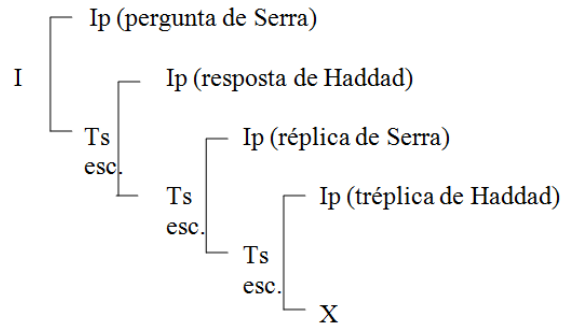 Ip (pergunta de Serra)
I
Ip (resposta de Haddad)
Ts
esc.
Ip (réplica de Serra)
Ts
esc.
Ip (tréplica de Haddad)
Ts
esc.
X